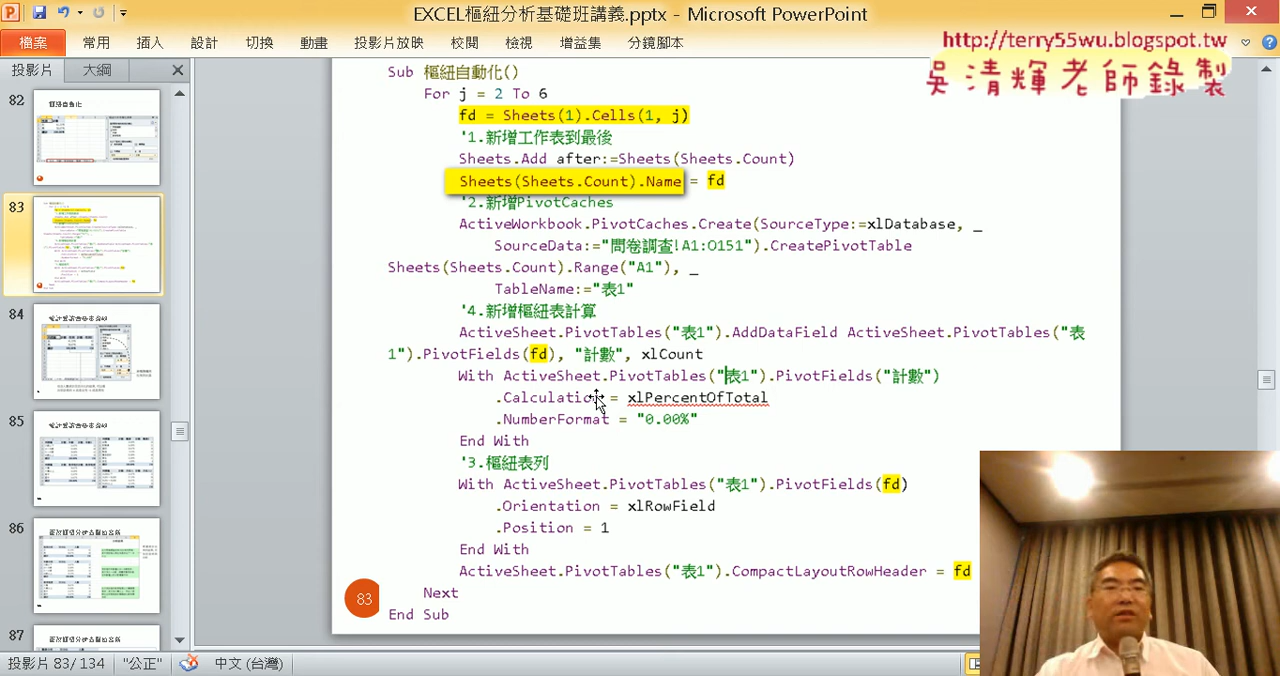 EXCEL樞紐分析基礎班講義.pptx - Microsoft PowerPoint
檔案 常用 插入 設計 切換 動畫 投影片放映 校閱 檢視 增益集 分鏡腳本
http://terry55wu.blogspot.tw
吳清輝老師錄製
投影片 大綱
82
83
84
85
86
87
Sub 樞紐自動化()
For j = 2 To 6
fd = Sheets(1).Cells(1, j)
'1.新增工作表到最後
Sheets.Add after:=Sheets(Sheets.Count)
Sheets(Sheets.Count).Name = fd
'2.新增PivotCaches
ActiveWorkbook.PivotCaches.Create(SourceType:=xlDatabase, _
SourceData:="問卷調查!A1:O151").CreatePivotTable
Sheets(Sheets.Count).Range("A1"), _
TableName:="表1"
'4.新增樞紐表計算
ActiveSheet.PivotTables("表1").AddDataField ActiveSheet.PivotTables("表
1").PivotFields(fd), "計數", xlCount
With ActiveSheet.PivotTables("表1").PivotFields("計數")
.Calculation = xlPercentOfTotal
.NumberFormat = "0.00%"
End With
'3.樞紐表列
With ActiveSheet.PivotTables("表1").PivotFields(fd)
.Orientation = xlRowField
.Position = 1
End With
ActiveSheet.PivotTables("表1").CompactLayoutRowHeader = fd
Next
End Sub
83
投影片 83/ 134 "公正" 中文 (台灣)